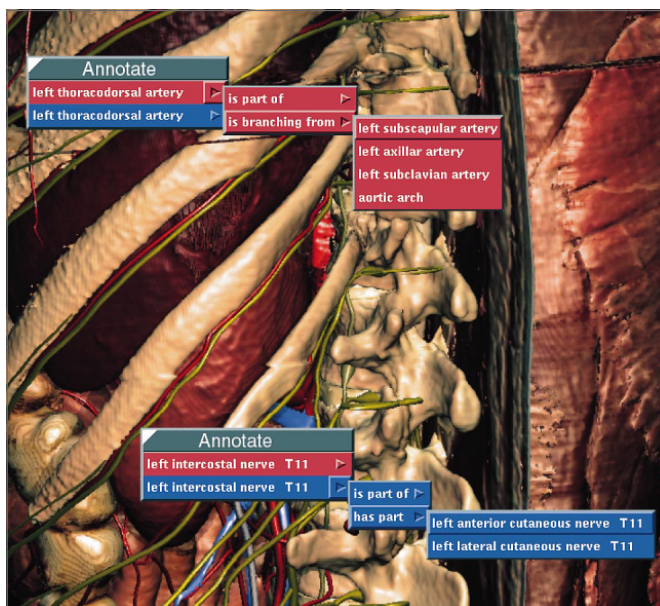 Annotate
left thoracodorsal artery
is part of
left thoracodorsal artery
is branching from
left subscapular artery
left axillar artery
left subclavian artery
aortic arch
Annotate
left intercostal nerve T11
left intercostal nerve T11
is part of
has part
left anterior cutaneous nerve T11
left lateral cutaneous nerve T11